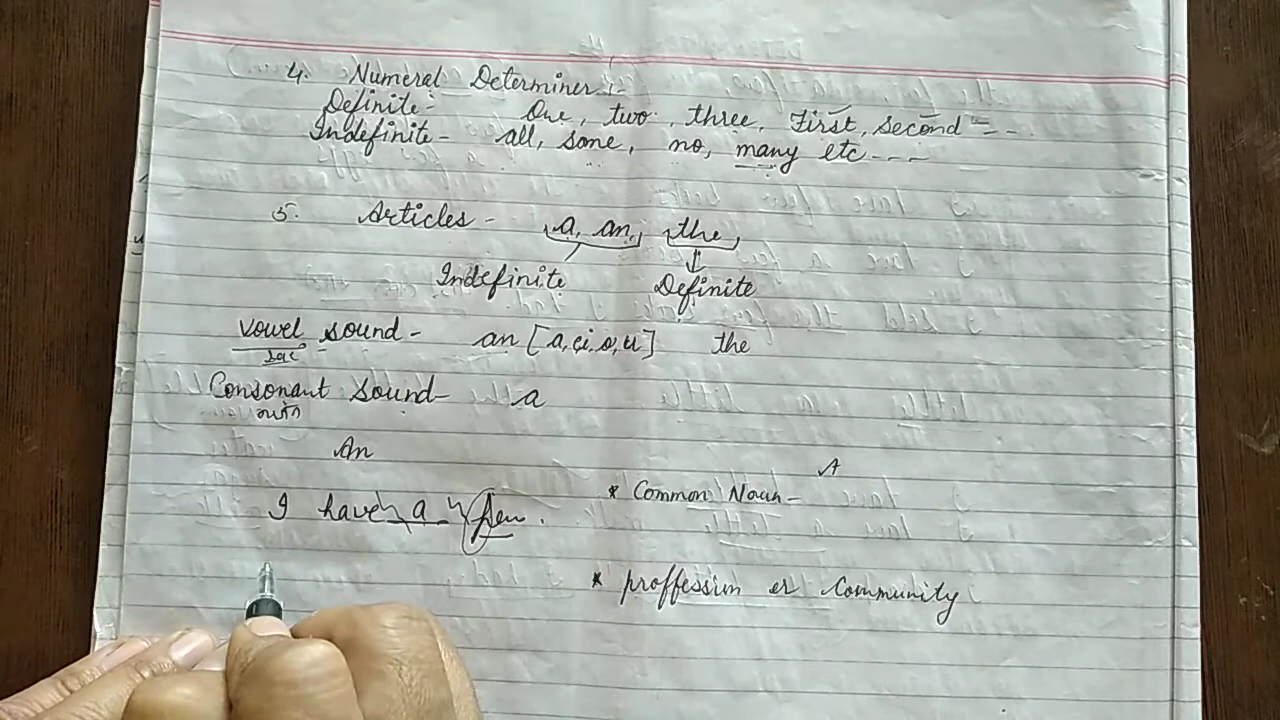 4. Numeral Determiner:-
Definite:- One, two, three, First, second ---
Indefinite- all, some, no, many etc---
5. Articles - a, an, the,
Indefinite Definite
Vowel sound- an [a,e,i,o,u] the
Consonant Sound- a
An A
* Common Noun-
I have a pen.
* proffession or Community